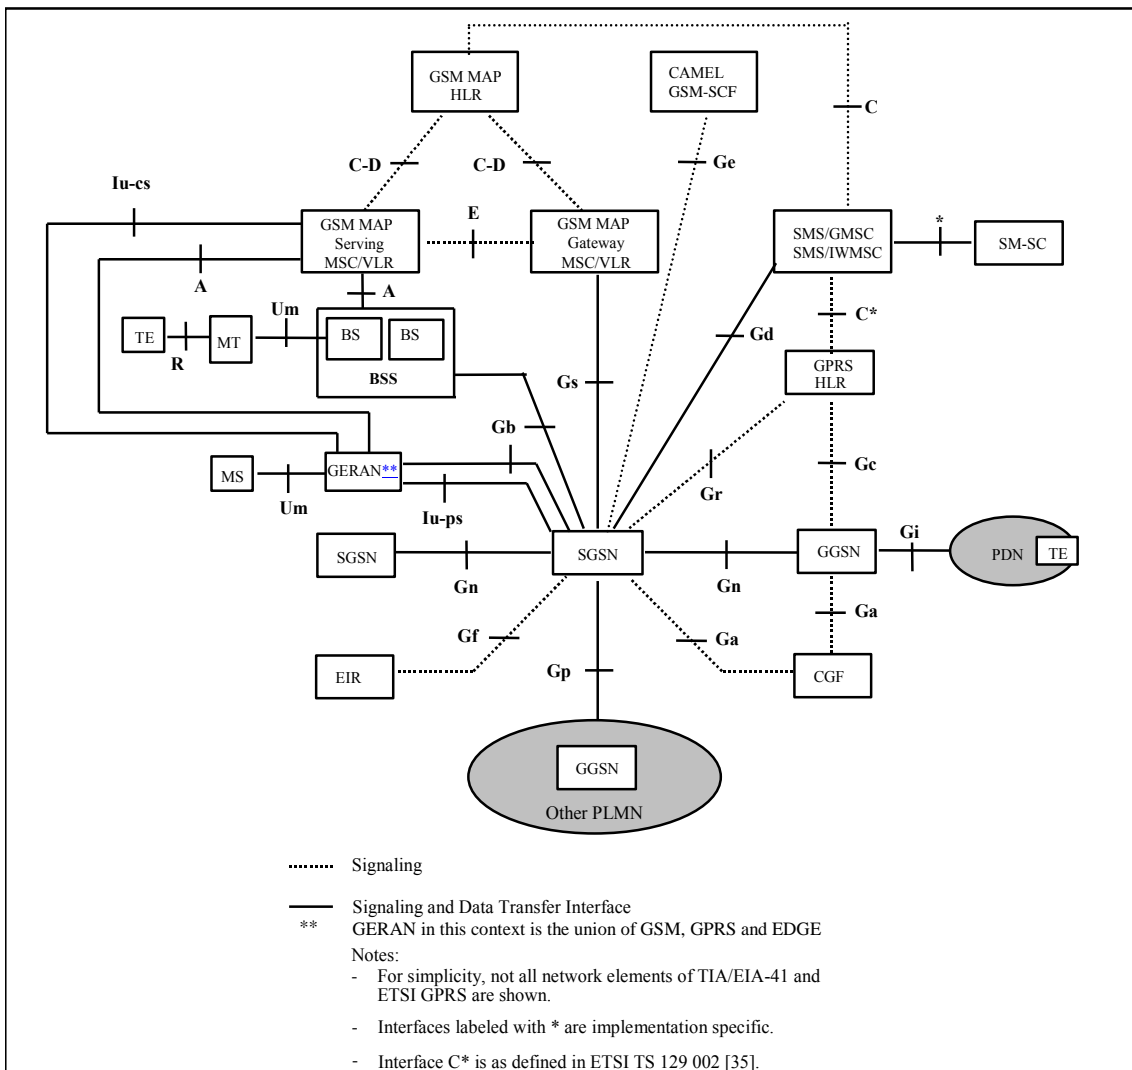 GSM MAP
HLR
CAMEL
GSM-SCF
C
C-D
C-D
Ge
Iu-cs
GSM MAP
Serving
MSC/VLR
E
GSM MAP
Gateway
MSC/VLR
SMS/GMSC
SMS/IWMSC
*
SM-SC
A
A
Um
TE
R
MT
BS
BS
BSS
Gs
Gd
C*
GPRS
HLR
Gb
Gc
Gr
MS
Um
GERAN**
Iu-ps
SGSN
Gn
SGSN
Gn
GGSN
Gi
PDN
TE
Gf
Ga
Ga
EIR
Gp
CGF
GGSN
Other PLMN
Signaling
Signaling and Data Transfer Interface
** GERAN in this context is the union of GSM, GPRS and EDGE
Notes:
- For simplicity, not all network elements of TIA/EIA-41 and
ETSI GPRS are shown.
- Interfaces labeled with * are implementation specific.
- Interface C* is as defined in ETSI TS 129 002 [35].